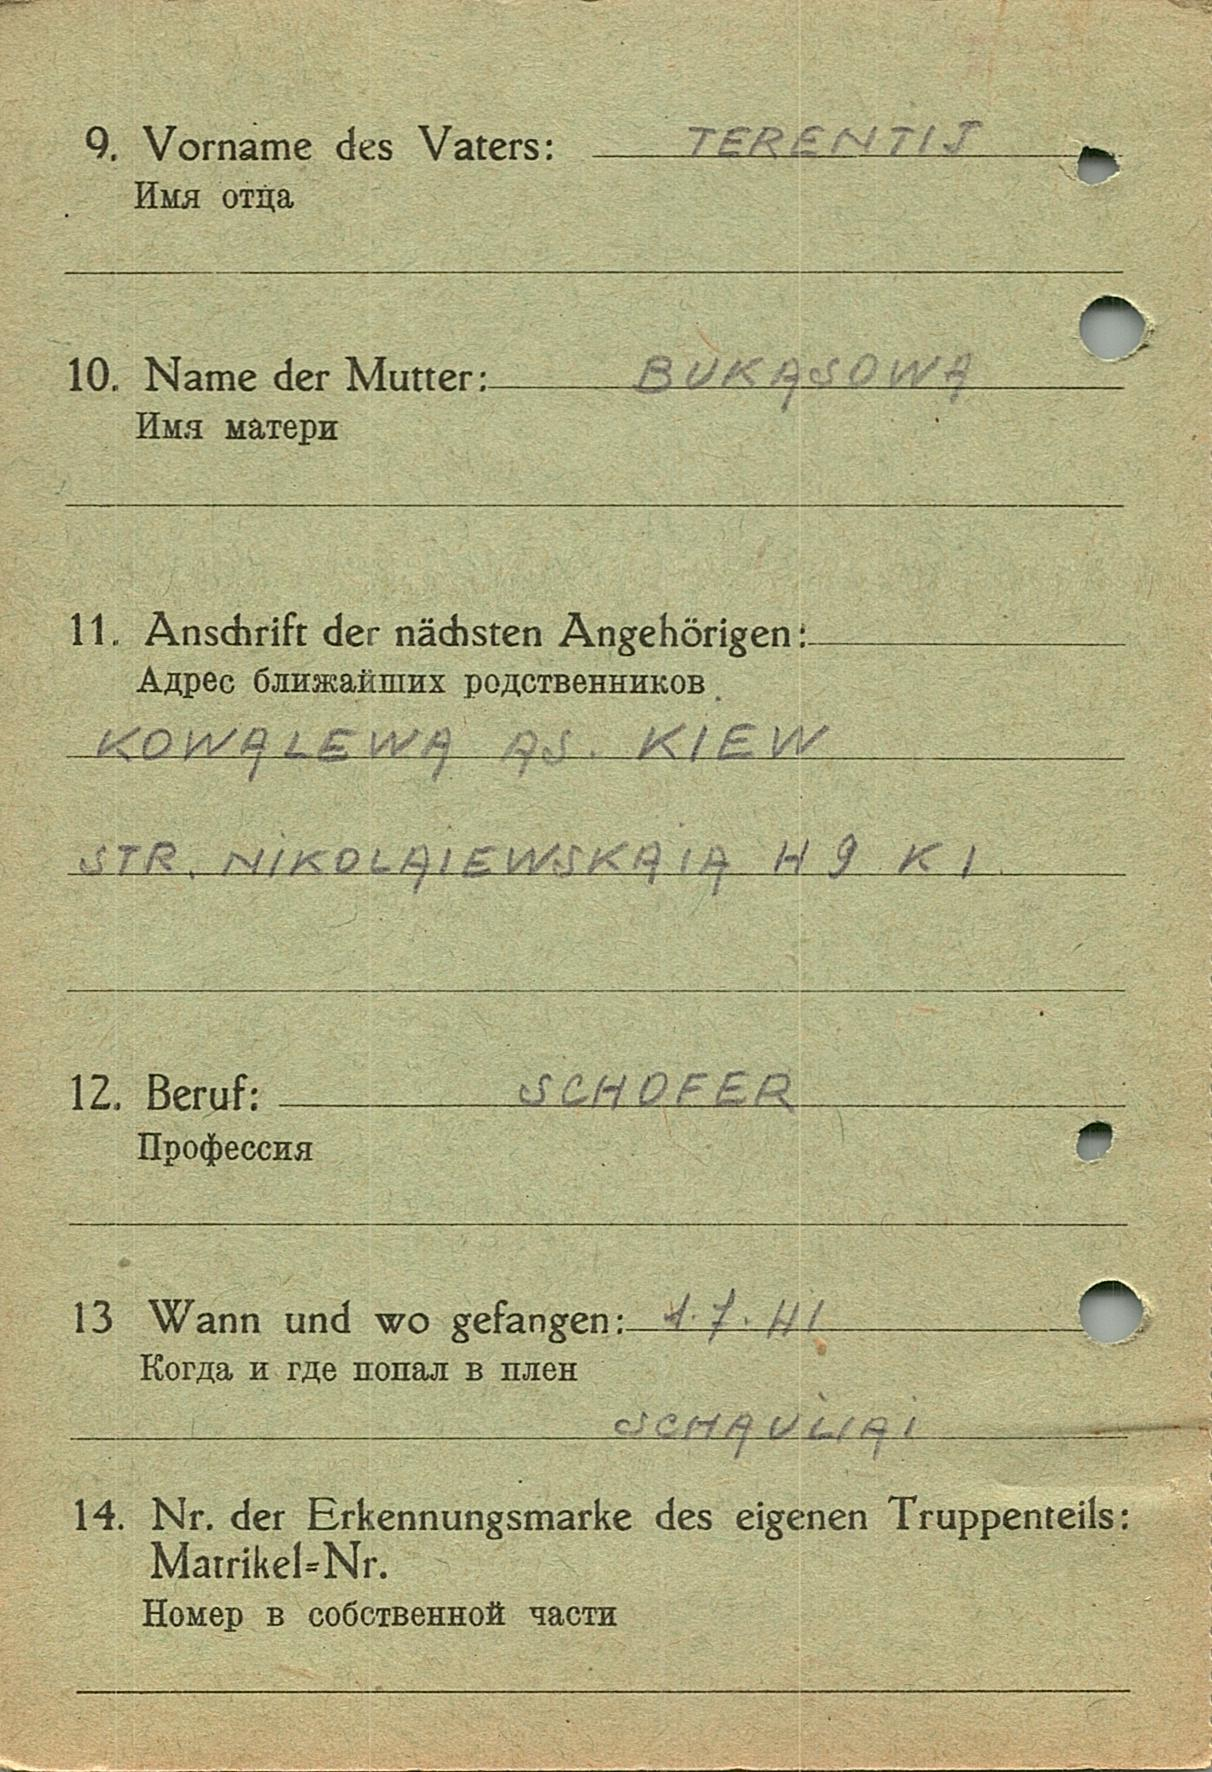 9. Vorname des Vaters: TERENTIJ
Имя отца
10. Name der Mutter: BUKASOWA
Имя матери
11. Anschrift der nächsten Angehörigen:
Адрес ближайших родственников
KOWALEWA AS. KIEW
STR. NIKOLAIEWSKAIA H 9 K 1
12. Beruf: SCHOFER
Профессия
13 Wann und wo gefangen: 1.7.41
Когда и где попал в плен
SCHAULIAI
14. Nr. der Erkennungsmarke des eigenen Truppenteils:
Matrikel=Nr.
Номер в собственной части